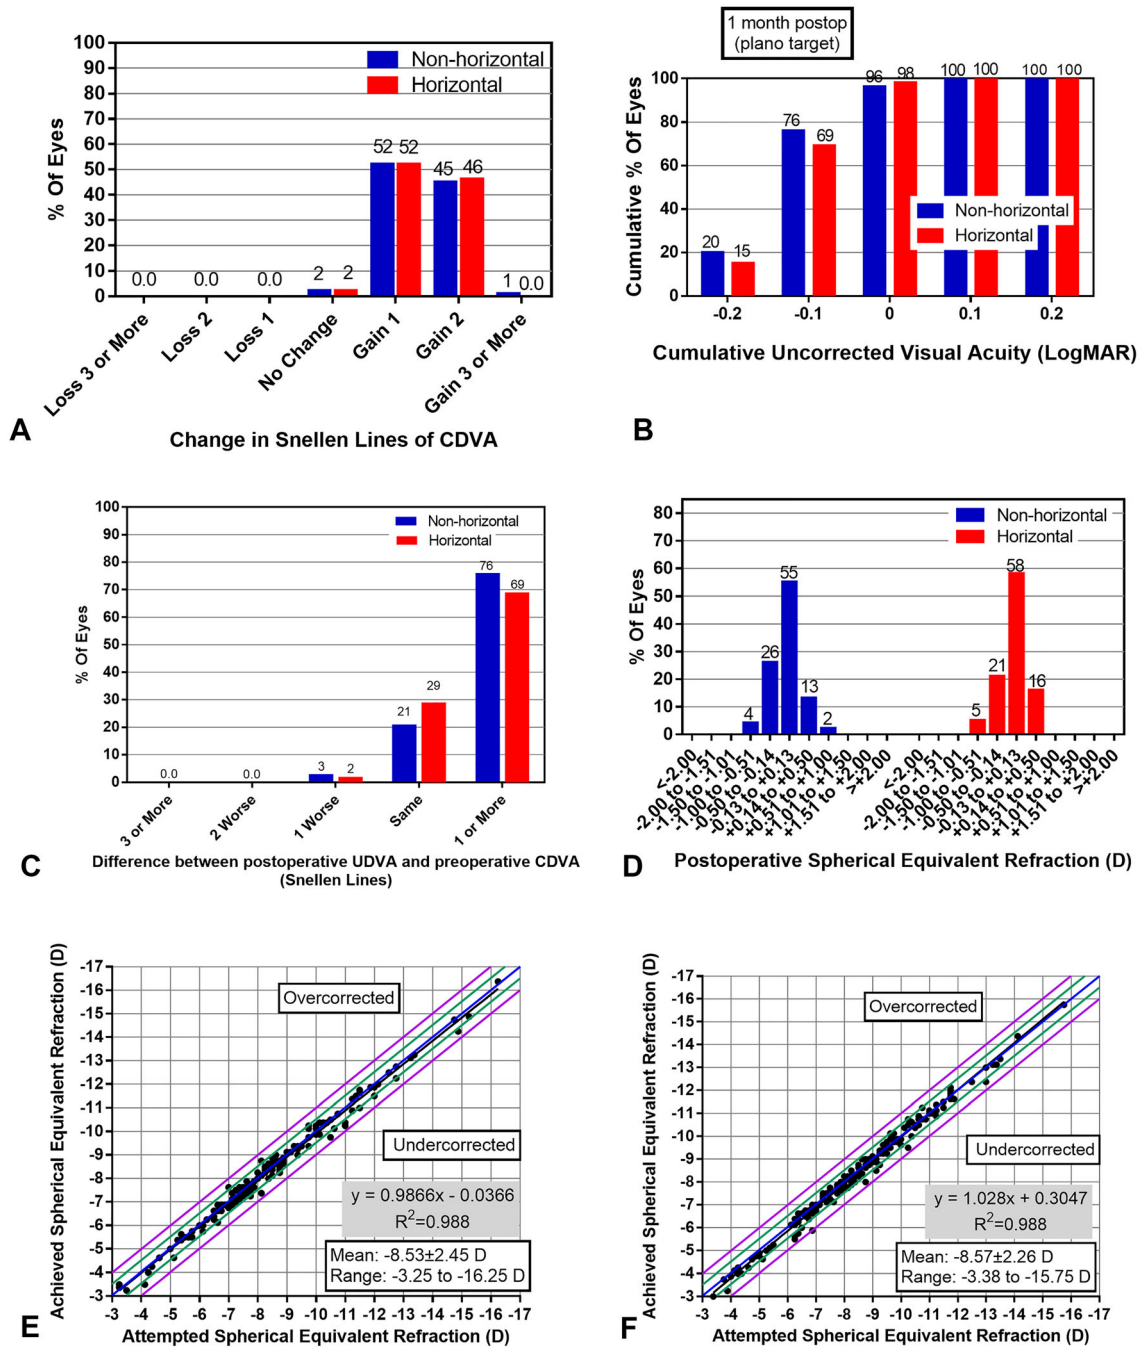 100
90
80
70
60
50
40
30
20
10
0
% Of Eyes
Non-horizontal
Horizontal
0.0
0.0
0.0
2
2
52
52
45
46
1
0.0
Loss 3 or More
Loss 2
Loss 1
No Change
Gain 1
Gain 2
Gain 3 or More
Change in Snellen Lines of CDVA
A
1 month postop
(plano target)
100
80
60
40
20
0
Cumulative % Of Eyes
20
15
76
69
96
98
100
100
100
100
Non-horizontal
Horizontal
-0.2
-0.1
0
0.1
0.2
Cumulative Uncorrected Visual Acuity (LogMAR)
B
100
90
80
70
60
50
40
30
20
10
0
% Of Eyes
Non-horizontal
Horizontal
0.0
0.0
3
2
21
29
76
69
3 or More
2 Worse
1 Worse
Same
1 or More
Difference between postoperative UDVA and preoperative CDVA
(Snellen Lines)
C
80
70
60
50
40
30
20
10
0
% Of Eyes
Non-horizontal
Horizontal
4
26
55
13
2
5
21
58
16
<-2.00
-2.00 to -1.51
-1.50 to -1.01
-1.00 to -0.51
-0.50 to -0.14
-0.13 to +0.13
+0.14 to +0.50
+0.51 to +1.00
+1.01 to +1.50
+1.51 to +2.00
>+2.00
<-2.00
-2.00 to -1.51
-1.50 to -1.01
-1.00 to -0.51
-0.50 to -0.14
-0.13 to +0.13
+0.14 to +0.50
+0.51 to +1.00
+1.01 to +1.50
+1.51 to +2.00
>+2.00
Postoperative Spherical Equivalent Refraction (D)
D
-17
-16
-15
-14
-13
-12
-11
-10
-9
-8
-7
-6
-5
-4
-3
Achieved Spherical Equivalent Refraction (D)
Overcorrected
Undercorrected
y = 0.9866x - 0.0366
R²=0.988
Mean: -8.53±2.45 D
Range: -3.25 to -16.25 D
-3 -4 -5 -6 -7 -8 -9 -10 -11 -12 -13 -14 -15 -16 -17
Attempted Spherical Equivalent Refraction (D)
E
-17
-16
-15
-14
-13
-12
-11
-10
-9
-8
-7
-6
-5
-4
-3
Achieved Spherical Equivalent Refraction (D)
Overcorrected
Undercorrected
y = 1.028x + 0.3047
R²=0.988
Mean: -8.57±2.26 D
Range: -3.38 to -15.75 D
-3 -4 -5 -6 -7 -8 -9 -10 -11 -12 -13 -14 -15 -16 -17
Attempted Spherical Equivalent Refraction (D)
F